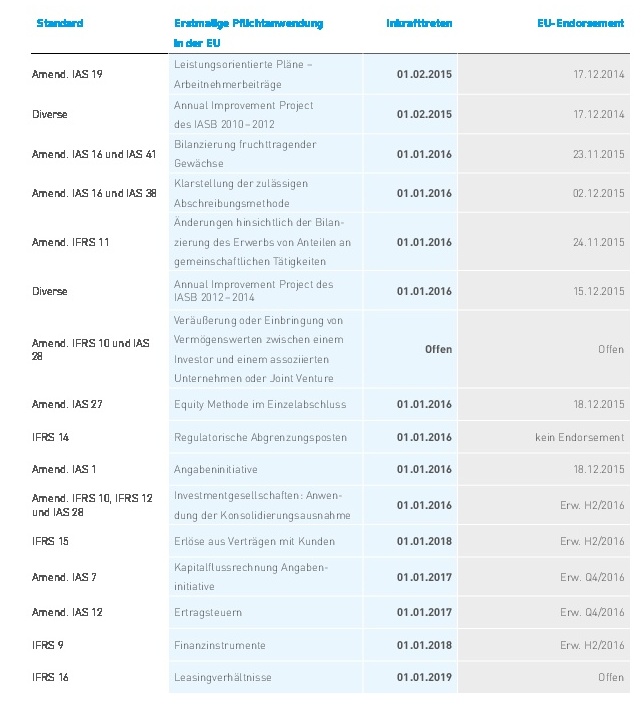 Standard Erstmalige Pflichtanwendung Inkrafttreten EU-Endorsement
in der EU
Amend. IAS 19 Leistungsorientierte Pläne – 01.02.2015 17.12.2014
Arbeitnehmerbeiträge
Diverse Annual Improvement Project 01.02.2015 17.12.2014
des IASB 2010–2012
Amend. IAS 16 und IAS 41 Bilanzierung fruchttragender 01.01.2016 23.11.2015
Gewächse
Amend. IAS 16 und IAS 38 Klarstellung der zulässigen 01.01.2016 02.12.2015
Abschreibungsmethode
Änderungen hinsichtlich der Bilan-
Amend. IFRS 11 zierung des Erwerbs von Anteilen an 01.01.2016 24.11.2015
gemeinschaftlichen Tätigkeiten
Diverse Annual Improvement Project des 01.01.2016 15.12.2015
IASB 2012–2014
Veräußerung oder Einbringung von
Amend. IFRS 10 und IAS Vermögenswerten zwischen einem Offen Offen
28 Investor und einem assoziierten
Unternehmen oder Joint Venture
Amend. IAS 27 Equity Methode im Einzelabschluss 01.01.2016 18.12.2015
IFRS 14 Regulatorische Abgrenzungsposten 01.01.2016 kein Endorsement
Amend. IAS 1 Angabeninitiative 01.01.2016 18.12.2015
Amend. IFRS 10, IFRS 12 Investmentgesellschaften: Anwen- 01.01.2016 Erw. H2/2016
und IAS 28 dung der Konsolidierungsausnahme
IFRS 15 Erlöse aus Verträgen mit Kunden 01.01.2018 Erw. H2/2016
Amend. IAS 7 Kapitalflussrechnung Angaben- 01.01.2017 Erw. Q4/2016
initiative
Amend. IAS 12 Ertragsteuern 01.01.2017 Erw. Q4/2016
IFRS 9 Finanzinstrumente 01.01.2018 Erw. H2/2016
IFRS 16 Leasingverhältnisse 01.01.2019 Offen